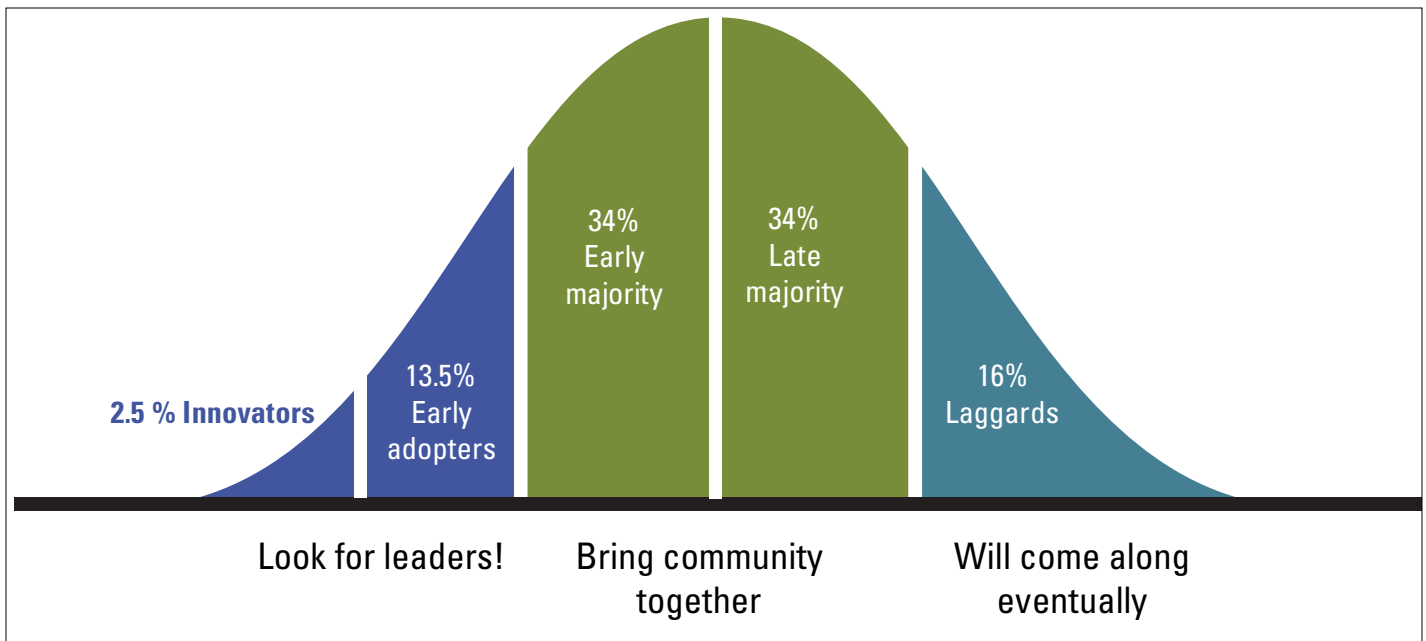 34%
Early
majority
34%
Late
majority
13.5%
Early
adopters
2.5 % Innovators
16%
Laggards
Look for leaders!
Bring community
together
Will come along
eventually